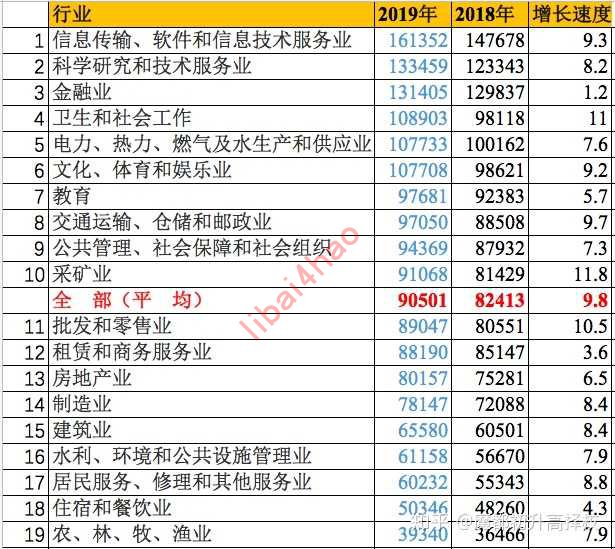 行业 2019年 2018年 增长速度
1 信息传输、软件和信息技术服务业 161352 147678 9.3
2 科学研究和技术服务业 133459 123343 8.2
3 金融业 131405 129837 1.2
4 卫生和社会工作 108903 98118 11
5 电力、热力、燃气及水生产和供应业 107733 100162 7.6
6 文化、体育和娱乐业 107708 98621 9.2
7 教育 97681 92383 5.7
8 交通运输、仓储和邮政业 97050 88508 9.7
9 公共管理、社会保障和社会组织 94369 87932 7.3
10 采矿业 91068 81429 11.8
全 部（平 均） 90501 82413 9.8
11 批发和零售业 89047 80551 10.5
12 租赁和商务服务业 88190 85147 3.6
13 房地产业 80157 75281 6.5
14 制造业 78147 72088 8.4
15 建筑业 65580 60501 8.4
16 水利、环境和公共设施管理业 61158 56670 7.9
17 居民服务、修理和其他服务业 60232 55343 8.8
18 住宿和餐饮业 50346 48260 4.3
19 农、林、牧、渔业 39340 36466 7.9
libai4hao
知乎